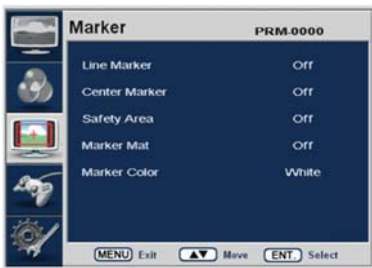 Marker PRM-0000
Line Marker Off
Center Marker Off
Safety Area Off
Marker Mat Off
Marker Color White
MENU Exit ▲▼ Move ENT. Select